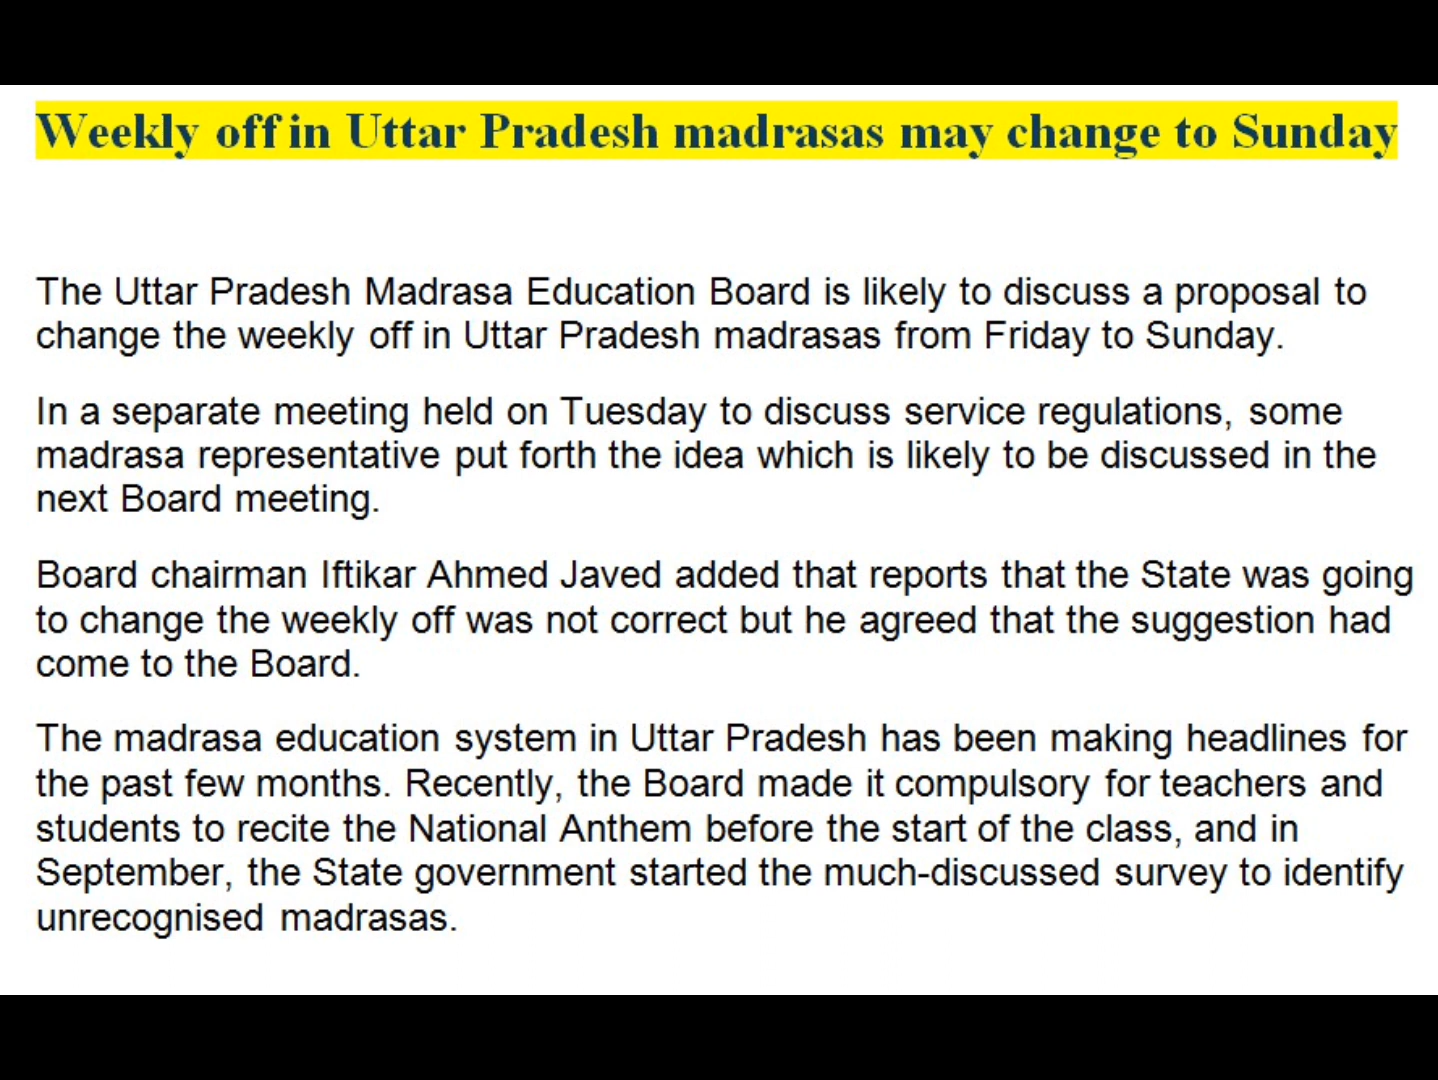 Weekly off in Uttar Pradesh madrasas may change to Sunday
The Uttar Pradesh Madrasa Education Board is likely to discuss a proposal to
change the weekly off in Uttar Pradesh madrasas from Friday to Sunday.
In a separate meeting held on Tuesday to discuss service regulations, some
madrasa representative put forth the idea which is likely to be discussed in the
next Board meeting.
Board chairman Iftikar Ahmed Javed added that reports that the State was going
to change the weekly off was not correct but he agreed that the suggestion had
come to the Board.
The madrasa education system in Uttar Pradesh has been making headlines for
the past few months. Recently, the Board made it compulsory for teachers and
students to recite the National Anthem before the start of the class, and in
September, the State government started the much-discussed survey to identify
unrecognised madrasas.